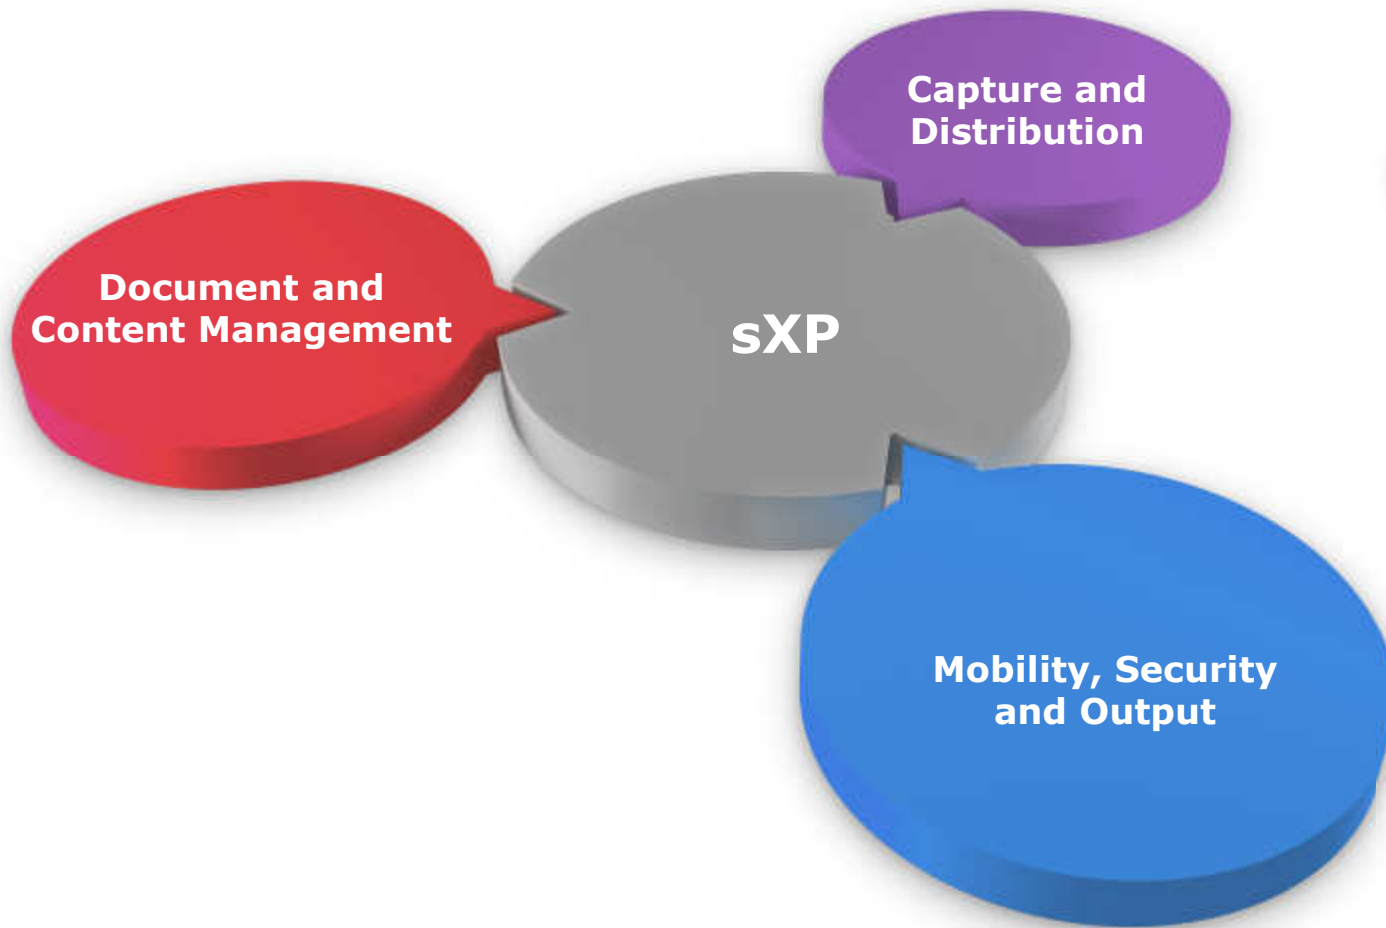 Capture and
Distribution
Document and
Content Management
sXP
Mobility, Security
and Output